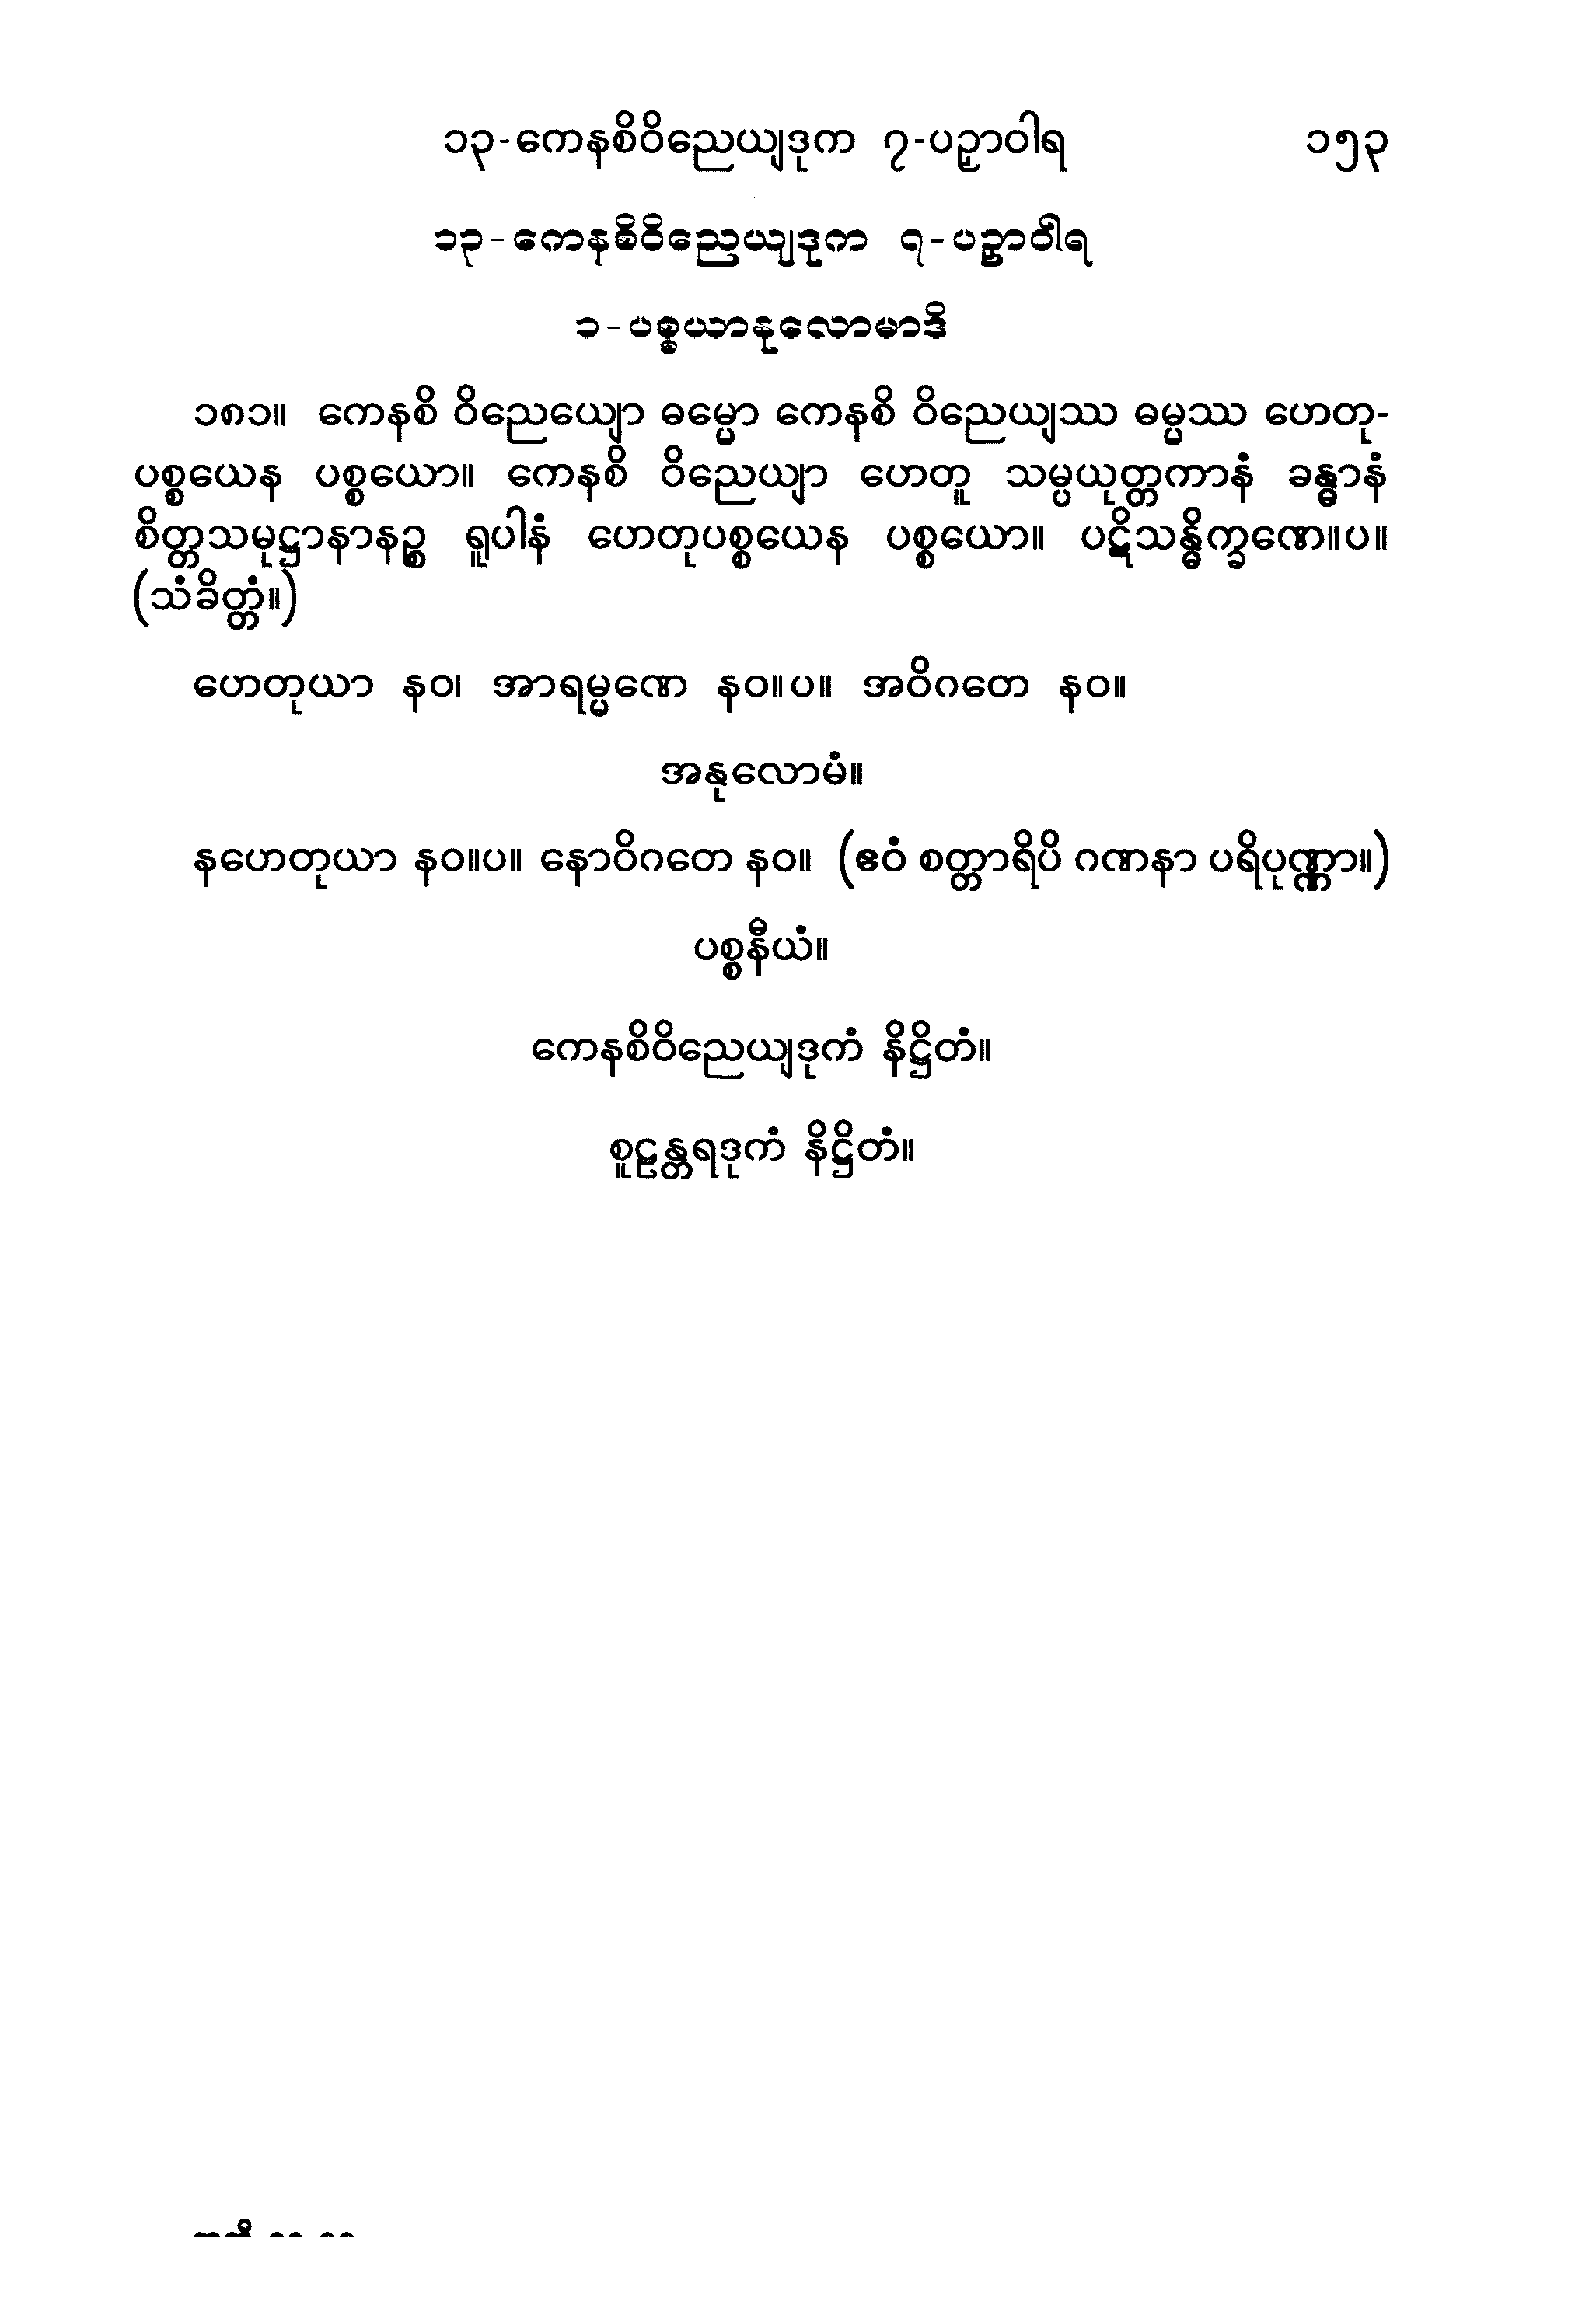 ၁၃-ကေနစိဝိညေယျဒုက ၇-ပဉှာဝါရ ၁၅၃
၁၃-ကေနစိဝိညေယျဒုက ၇-ပဉှာဝါရ
၁-ပစ္စယာနုလောမာဒိ
၁၈၁။ ကေနစိ ဝိညေယျော ဓမ္မော ကေနစိ ဝိညေယျဿ ဓမ္မဿ ဟေတု-
ပစ္စယေန ပစ္စယော။ ကေနစိ ဝိညေယျာ ဟေတူ သမ္ပယုတ္တကာနံ ခန္ဓာနံ
စိတ္တသမုဋ္ဌာနာနဉ္စ ရူပါနံ ဟေတုပစ္စယေန ပစ္စယော။ ပဋိသန္ဓိက္ခဏေ။ပ။
(သံခိတ္တံ။)
ဟေတုယာ နဝ၊ အာရမ္မဏေ နဝ။ပ။ အဝိဂတေ နဝ။
အနုလောမံ။
နဟေတုယာ နဝ။ပ။ နောဝိဂတေ နဝ။ (ဧဝံ စတ္တာရိပိ ဂဏနာ ပရိပုဏ္ဏာ။)
ပစ္စနီယံ။
ကေနစိဝိညေယျဒုကံ နိဋ္ဌိတံ။
စူဠန္တရဒုကံ နိဋ္ဌိတံ။